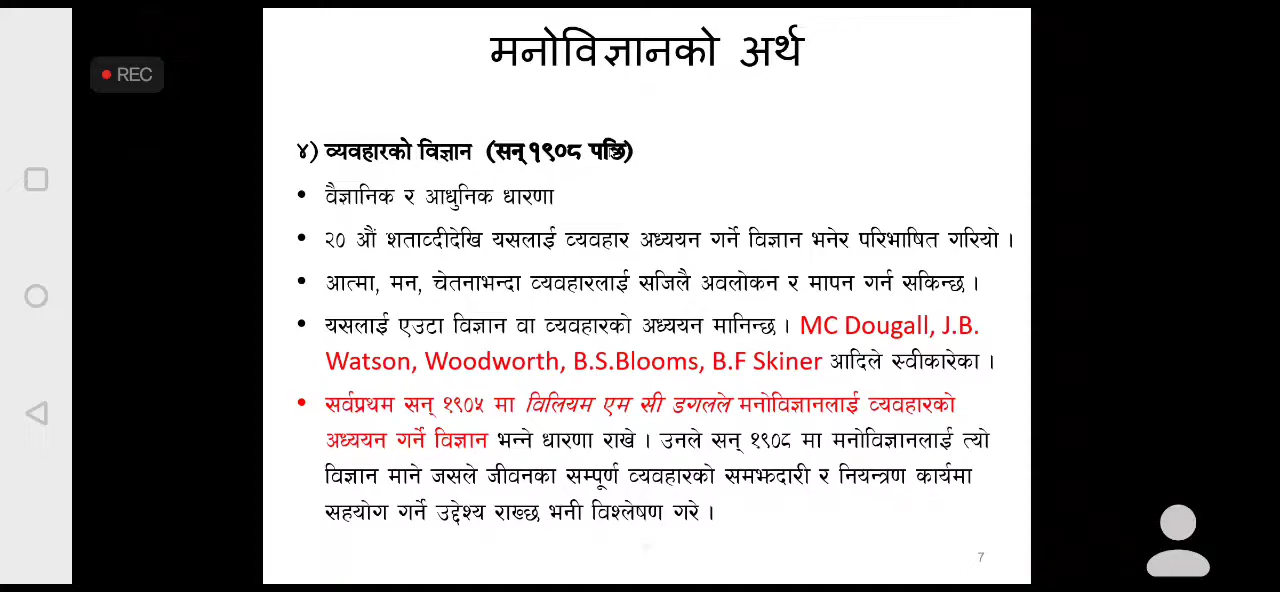 मनोविज्ञानको अर्थ
REC
४) व्यवहारको विज्ञान (सन् १९०८ पछि)
• वैज्ञानिक र आधुनिक धारणा
• २० औं शताब्दीदेखि यसलाई व्यवहार अध्ययन गर्ने विज्ञान भनेर परिभाषित गरियो ।
• आत्मा, मन, चेतनाभन्दा व्यवहारलाई सजिलै अवलोकन र मापन गर्न सकिन्छ ।
• यसलाई एउटा विज्ञान वा व्यवहारको अध्ययन मानिन्छ । MC Dougall, J.B.
Watson, Woodworth, B.S.Blooms, B.F Skiner आदिले स्वीकारेका ।
• सर्वप्रथम सन् १९०५ मा विलियम एम सी डगलले मनोविज्ञानलाई व्यवहारको
अध्ययन गर्ने विज्ञान भन्ने धारणा राखे । उनले सन् १९०८ मा मनोविज्ञानलाई त्यो
विज्ञान माने जसले जीवनका सम्पूर्ण व्यवहारको समझदारी र नियन्त्रण कार्यमा
सहयोग गर्ने उद्देश्य राख्छ भनी विश्लेषण गरे ।
7